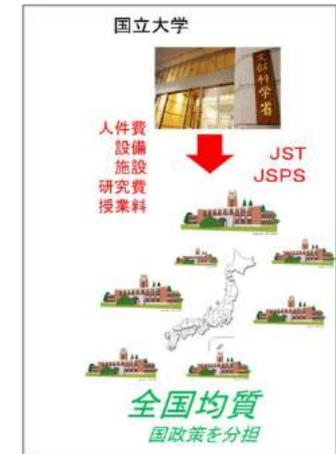 国立大学
文部科学省
人件費
設備
施設
研究費
授業料
JST
JSPS
全国均質
国政策を分担